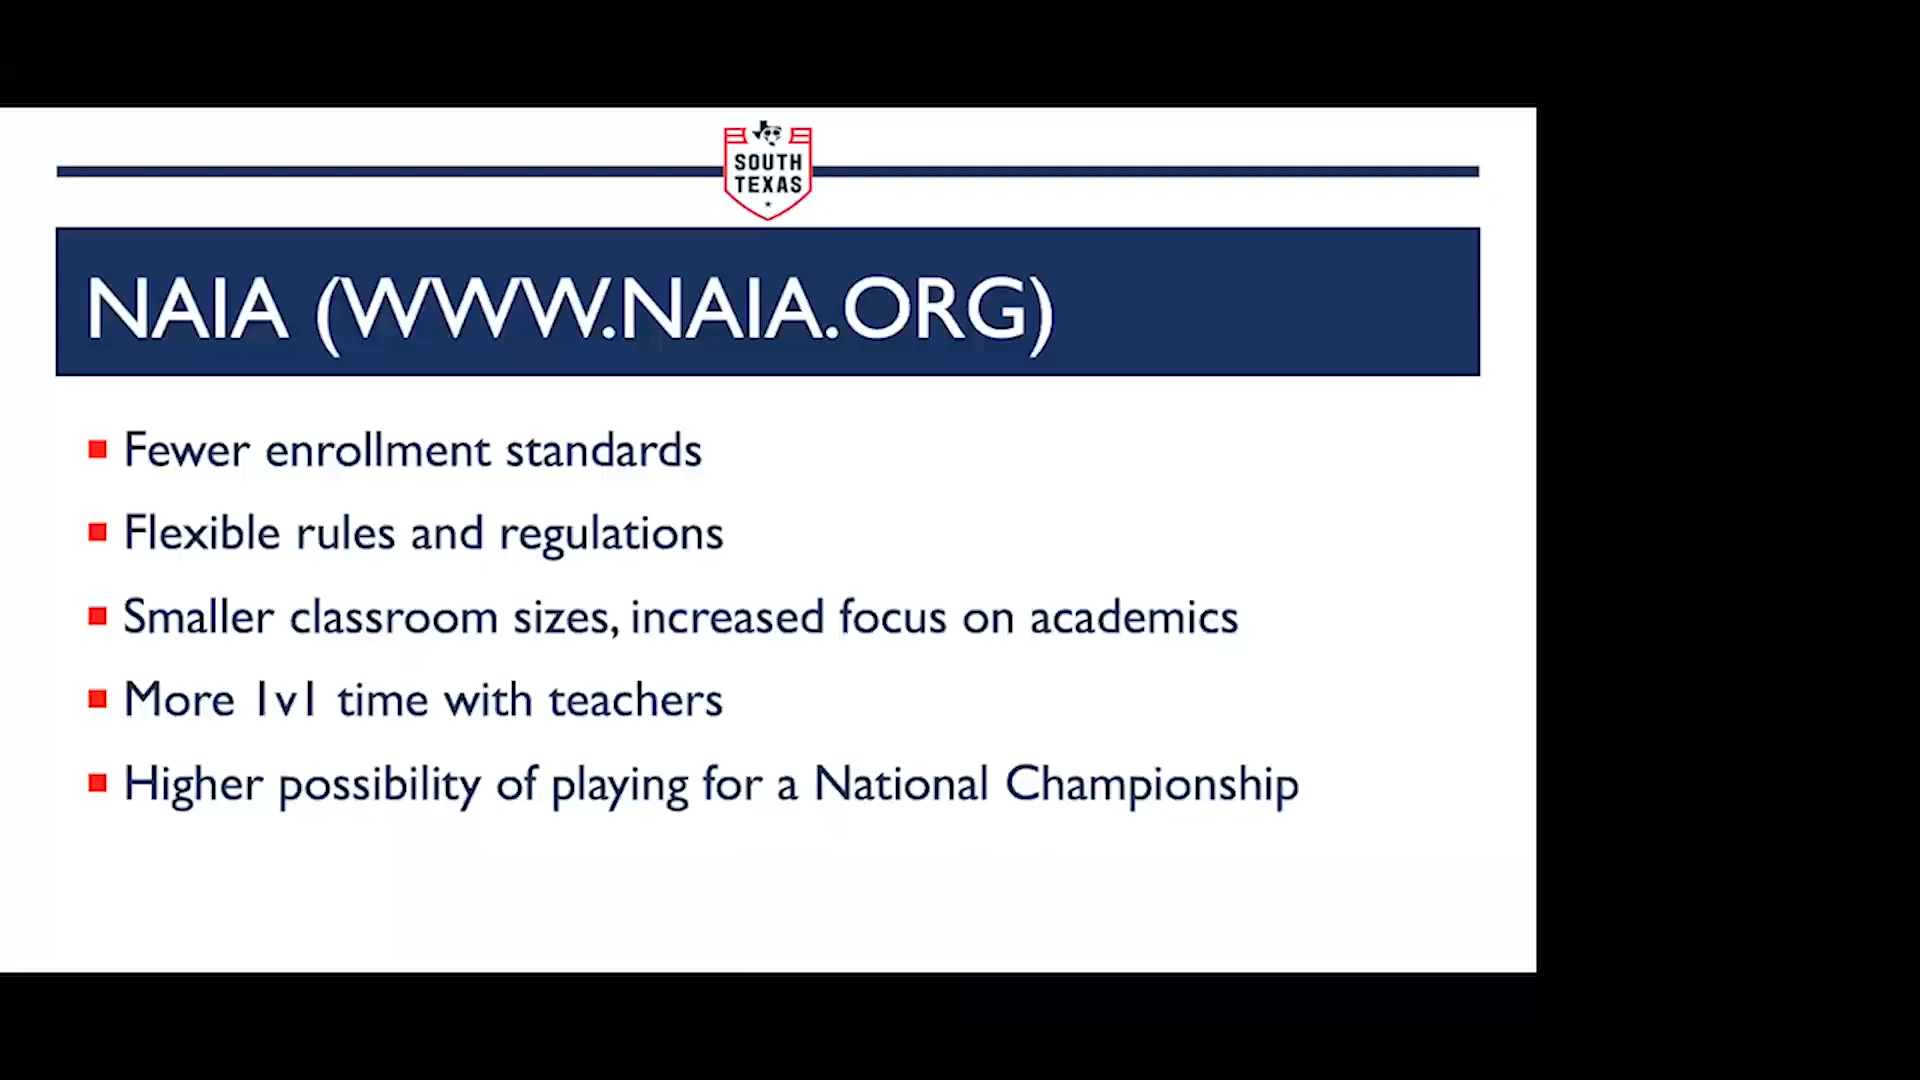 SOUTH
TEXAS
NAIA (WWW.NAIA.ORG)
Fewer enrollment standards
Flexible rules and regulations
Smaller classroom sizes, increased focus on academics
More 1v1 time with teachers
Higher possibility of playing for a National Championship